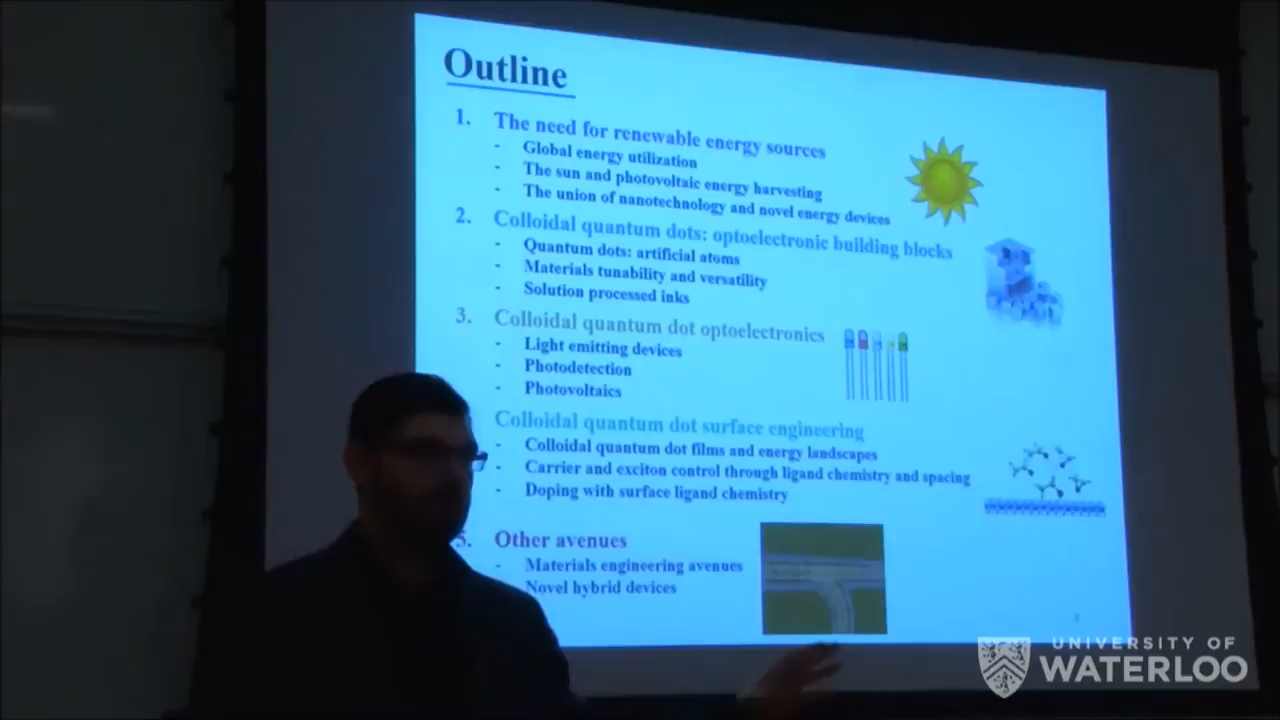 Outline
1. The need for renewable energy sources
- Global energy utilization
- The sun and photovoltaic energy harvesting
- The union of nanotechnology and novel energy devices
2. Colloidal quantum dots: optoelectronic building blocks
- Quantum dots: artificial atoms
- Materials tunability and versatility
- Solution processed inks
3. Colloidal quantum dot optoelectronics
- Light emitting devices
- Photodetection
- Photovoltaics
Colloidal quantum dot surface engineering
- Colloidal quantum dot films and energy landscapes
- Carrier and exciton control through ligand chemistry and spacing
- Doping with surface ligand chemistry
5. Other avenues
- Materials engineering avenues
Novel hybrid devices
UNIVERSITY OF
WATERLOO